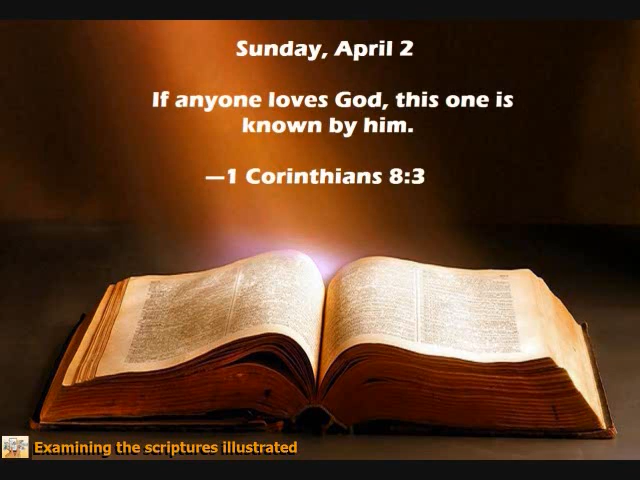 Sunday, April 2
If anyone loves God, this one is
known by him.
—1 Corinthians 8:3
Examining the scriptures illustrated